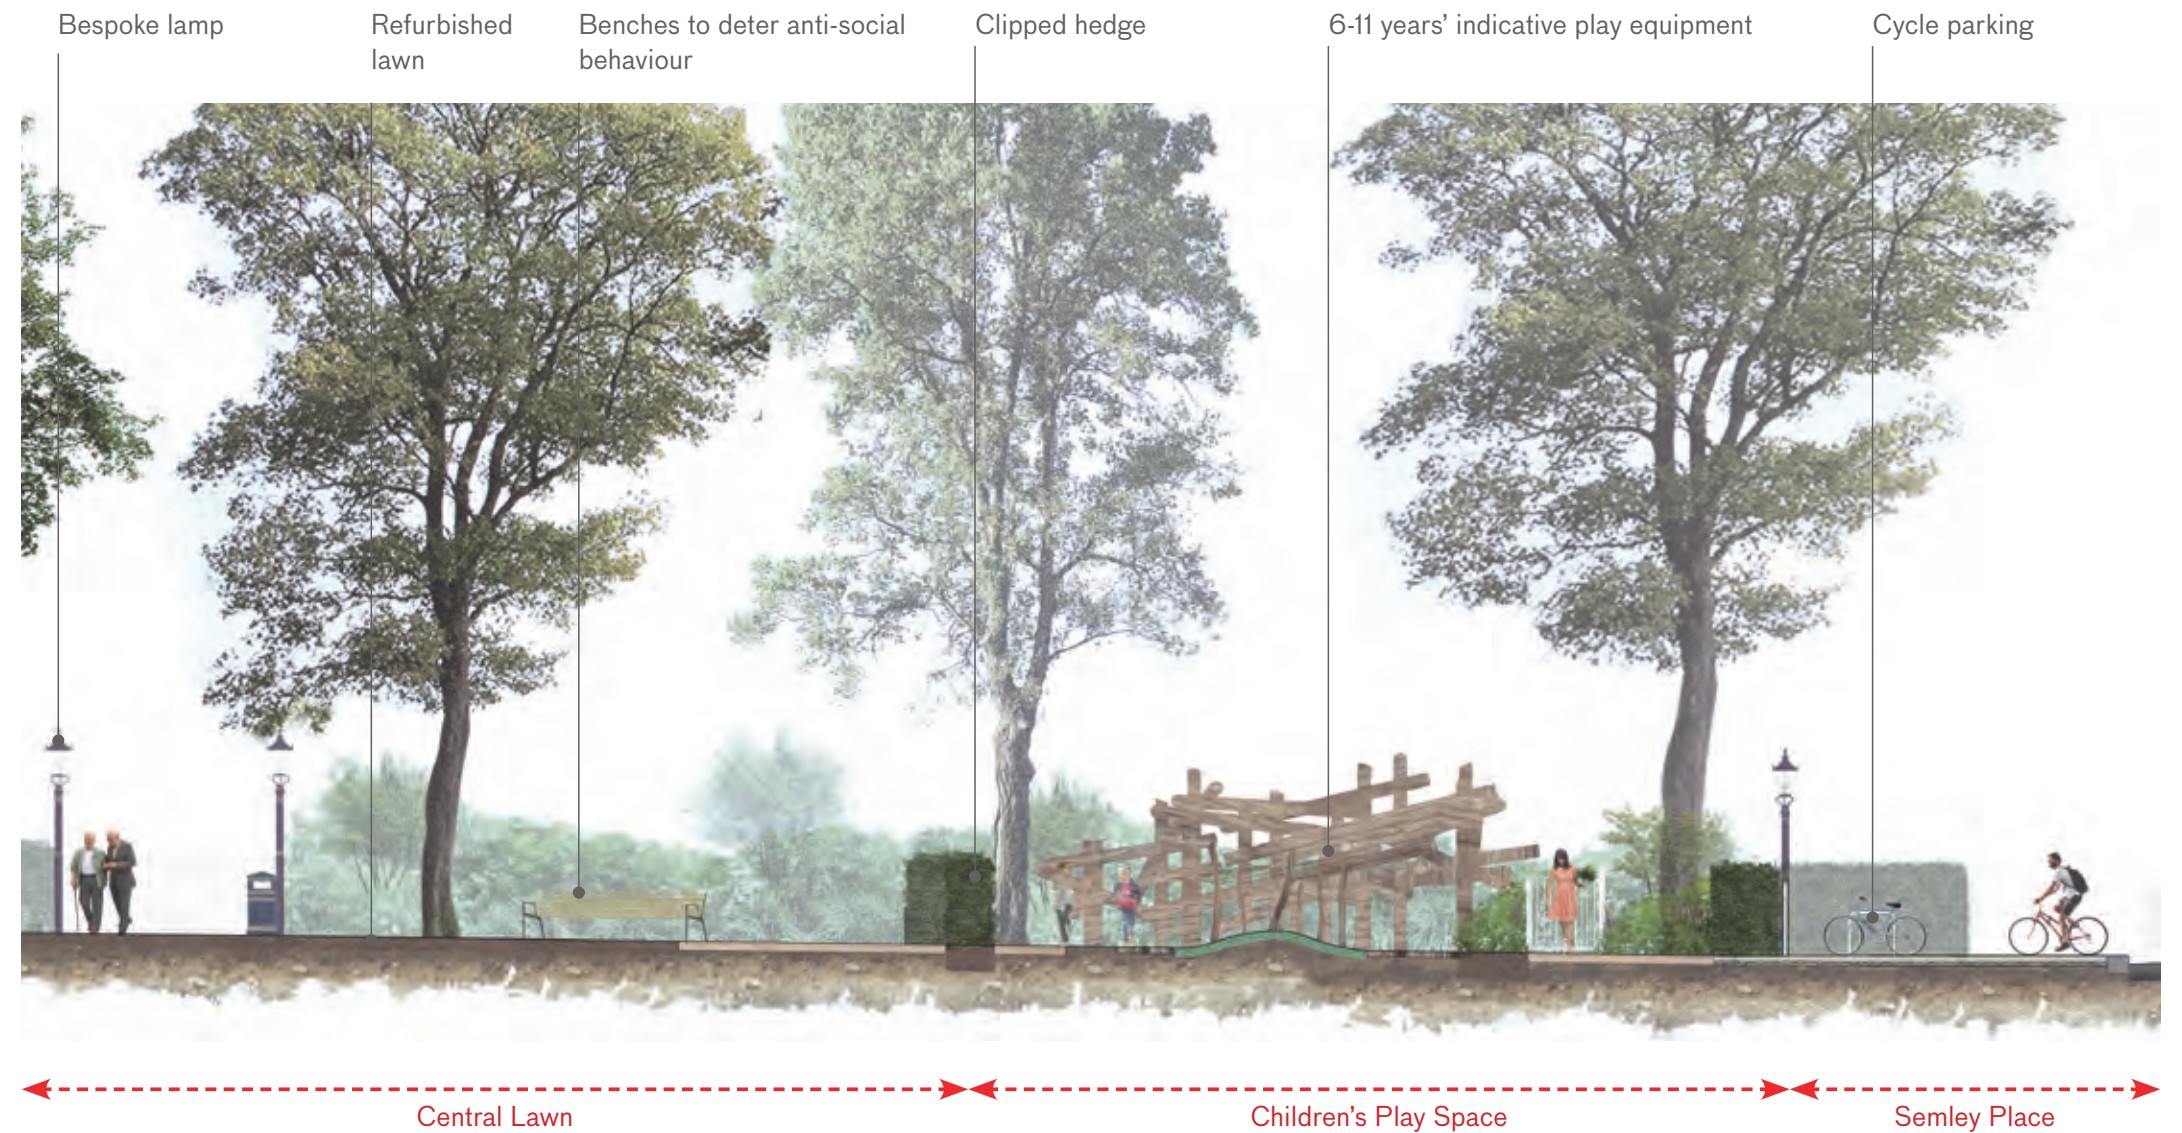 Bespoke lamp
Refurbished
lawn
Benches to deter anti-social
behaviour
Clipped hedge
6-11 years’ indicative play equipment
Cycle parking
Central Lawn
Children’s Play Space
Semley Place